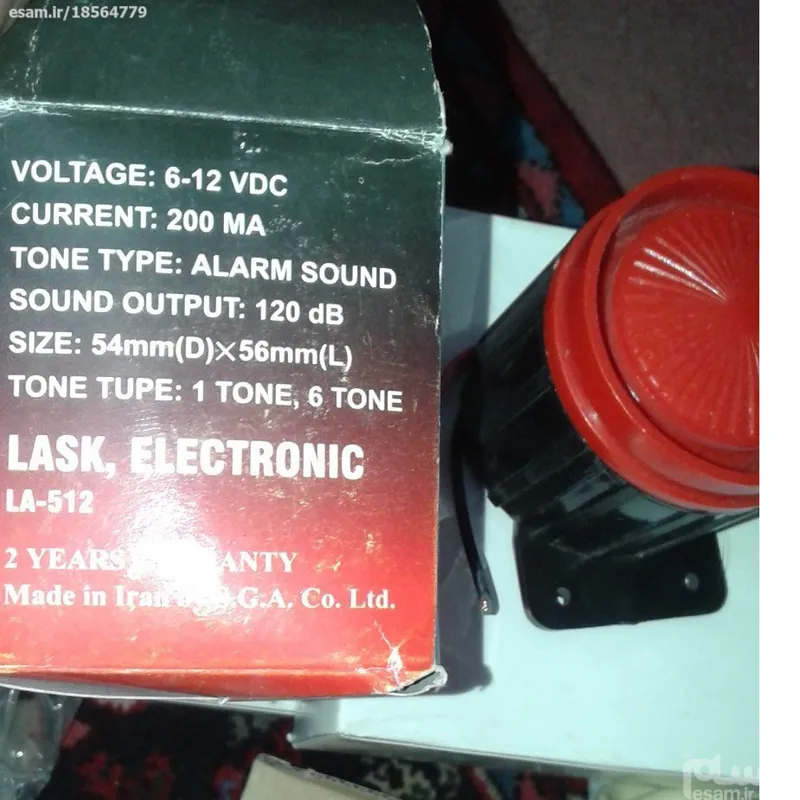 esam.ir/18564779
VOLTAGE: 6-12 VDC
CURRENT: 200 MA
TONE TYPE: ALARM SOUND
SOUND OUTPUT: 120 dB
SIZE: 54mm(D)×56mm(L)
TONE TUPE: 1 TONE, 6 TONE
LASK, ELECTRONIC
LA-512
2 YEARS
Made in Iran G.A. Co. Ltd.
esam.ir